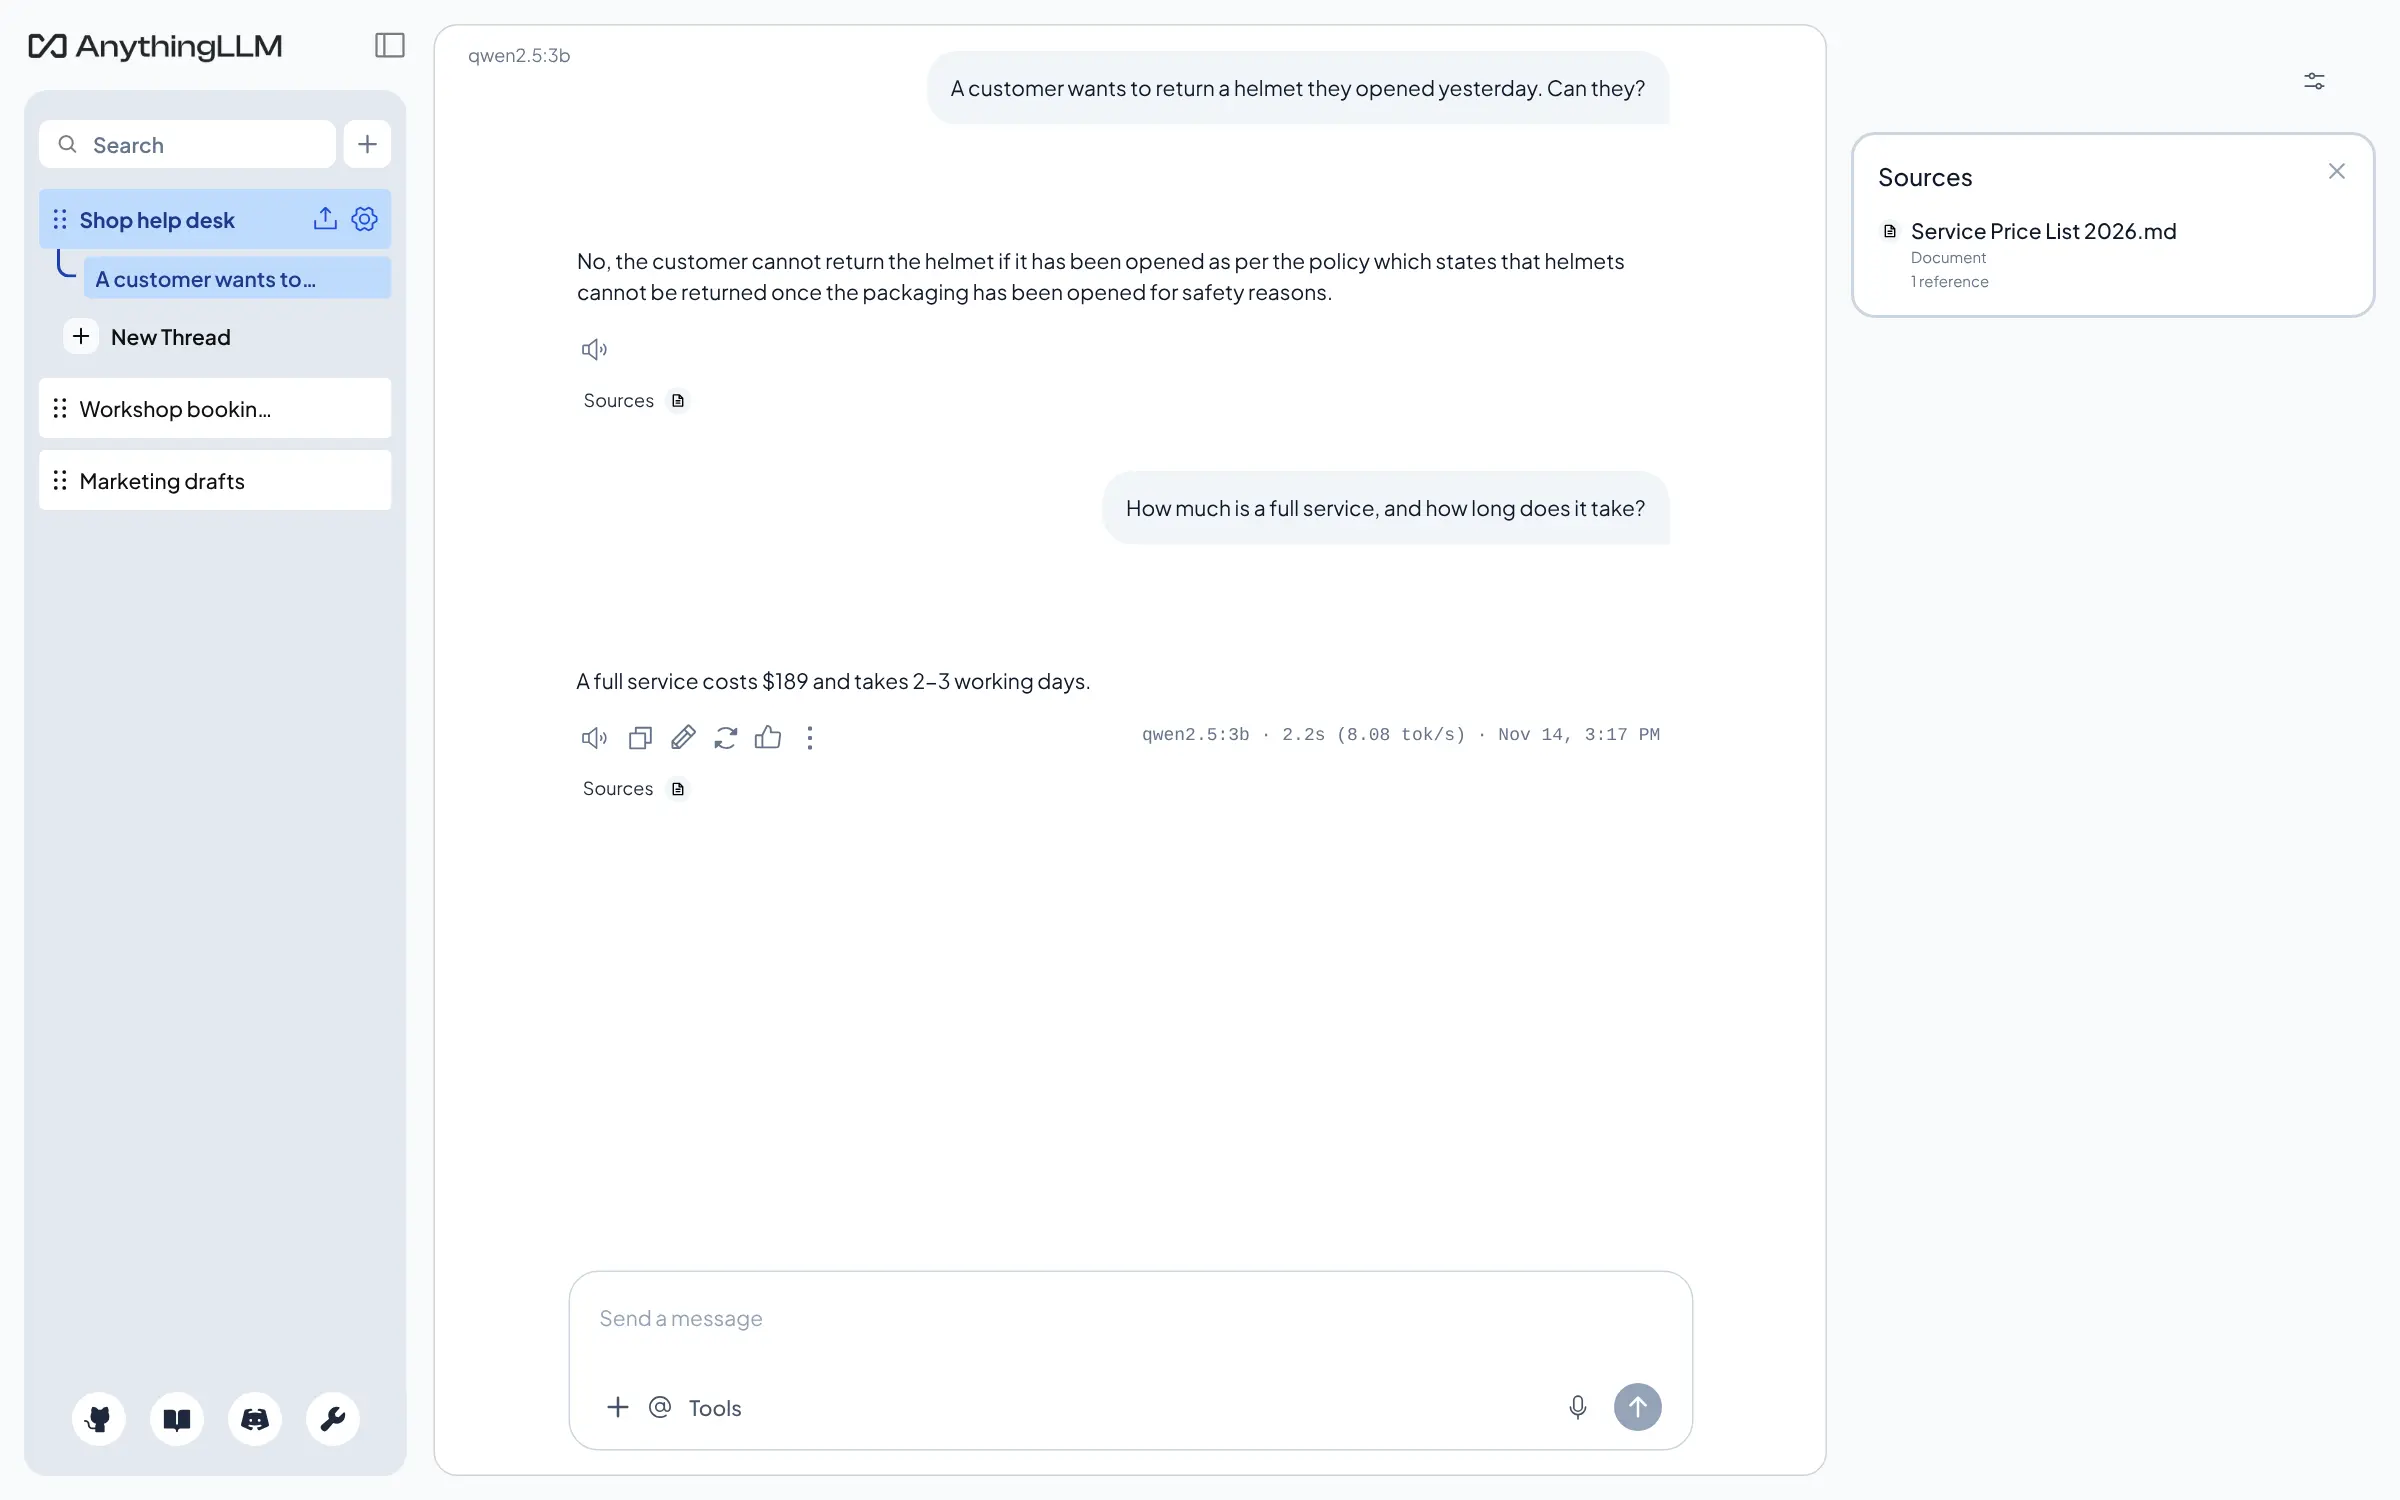 AnythingLLM
Search
Shop help desk
A customer wants to...
New Thread
Workshop bookin...
Marketing drafts
qwen2.5:3b
A customer wants to return a helmet they opened yesterday. Can they?
No, the customer cannot return the helmet if it has been opened as per the policy which states that helmets
cannot be returned once the packaging has been opened for safety reasons.
Sources
How much is a full service, and how long does it take?
A full service costs $189 and takes 2–3 working days.
qwen2.5:3b · 2.2s (8.08 tok/s) · Nov 14, 3:17 PM
Sources
Send a message
Tools
Sources
Service Price List 2026.md
Document
1 reference